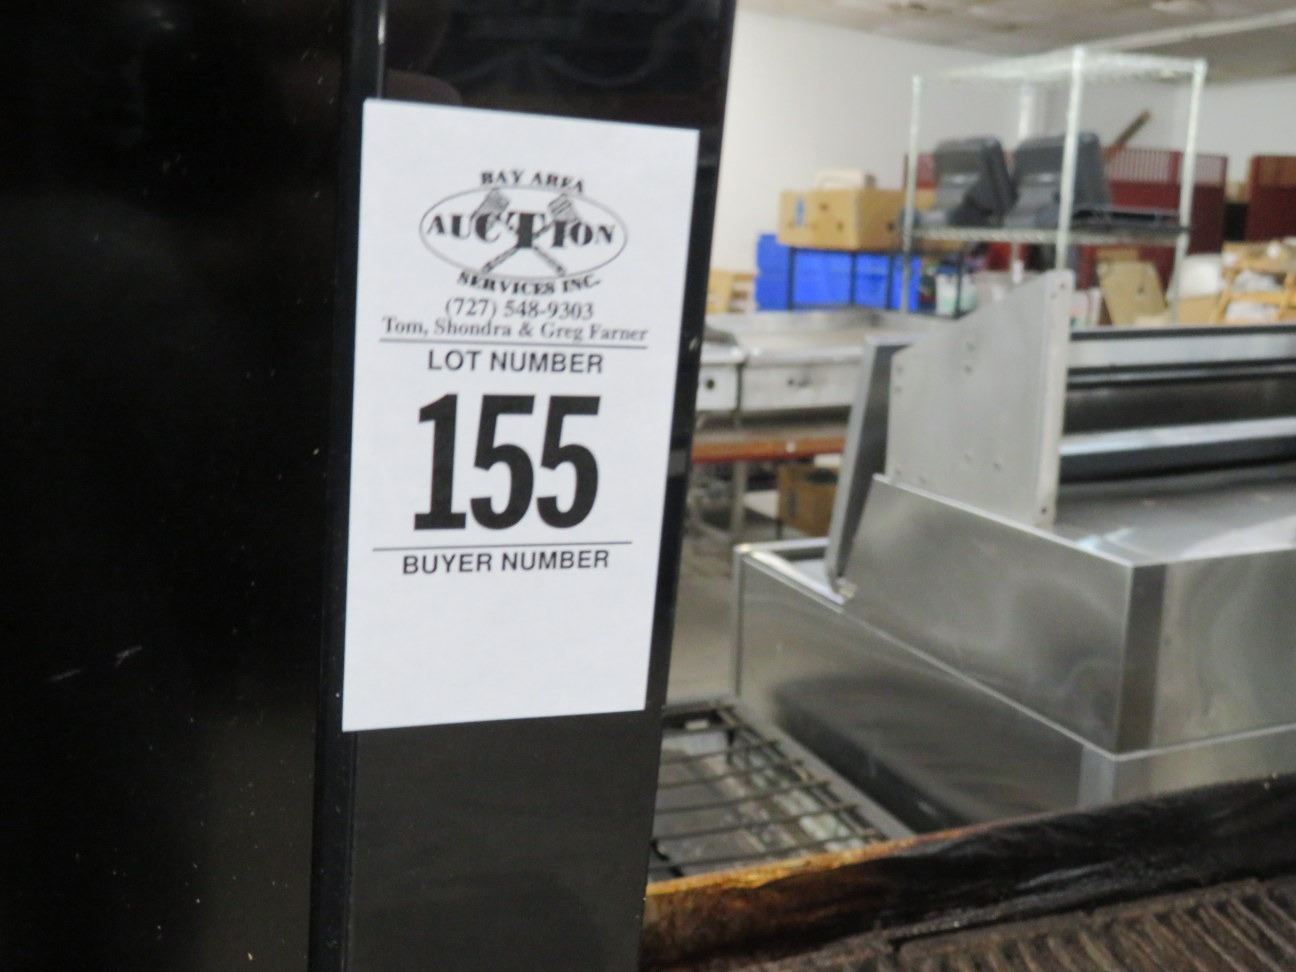 BAY AREA
AUCTION
SERVICES INC.
(727) 548-9303
Tom, Shondra & Greg Farner
LOT NUMBER
155
BUYER NUMBER